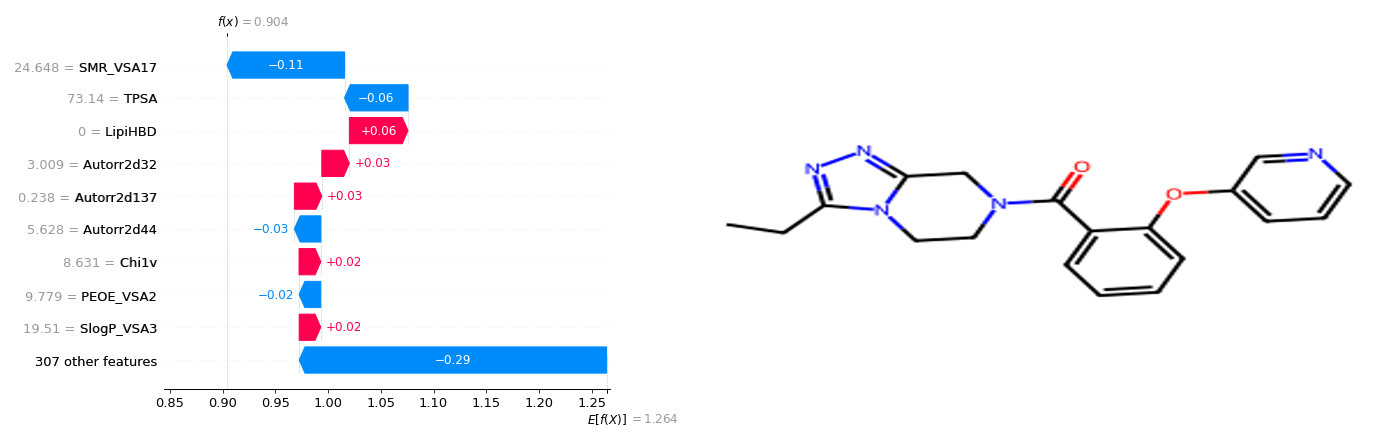 f(x) = 0.904
24.648 = SMR_VSA17
−0.11
73.14 = TPSA
−0.06
0 = LipiHBD
+0.06
3.009 = Autorr2d32
+0.03
0.238 = Autorr2d137
+0.03
5.628 = Autorr2d44
−0.03
8.631 = Chi1v
+0.02
9.779 = PEOE_VSA2
−0.02
19.51 = SlogP_VSA3
+0.02
307 other features
−0.29
0.85 0.90 0.95 1.00 1.05 1.10 1.15 1.20 1.25
E[f(X)] = 1.264
N
N
N
N
O
O
N